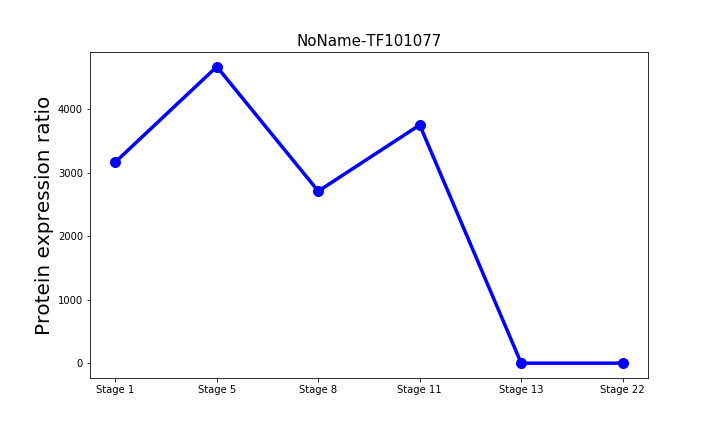 NoName-TF101077
Protein expression ratio
4000
3000
2000
1000
0
Stage 1
Stage 5
Stage 8
Stage 11
Stage 13
Stage 22